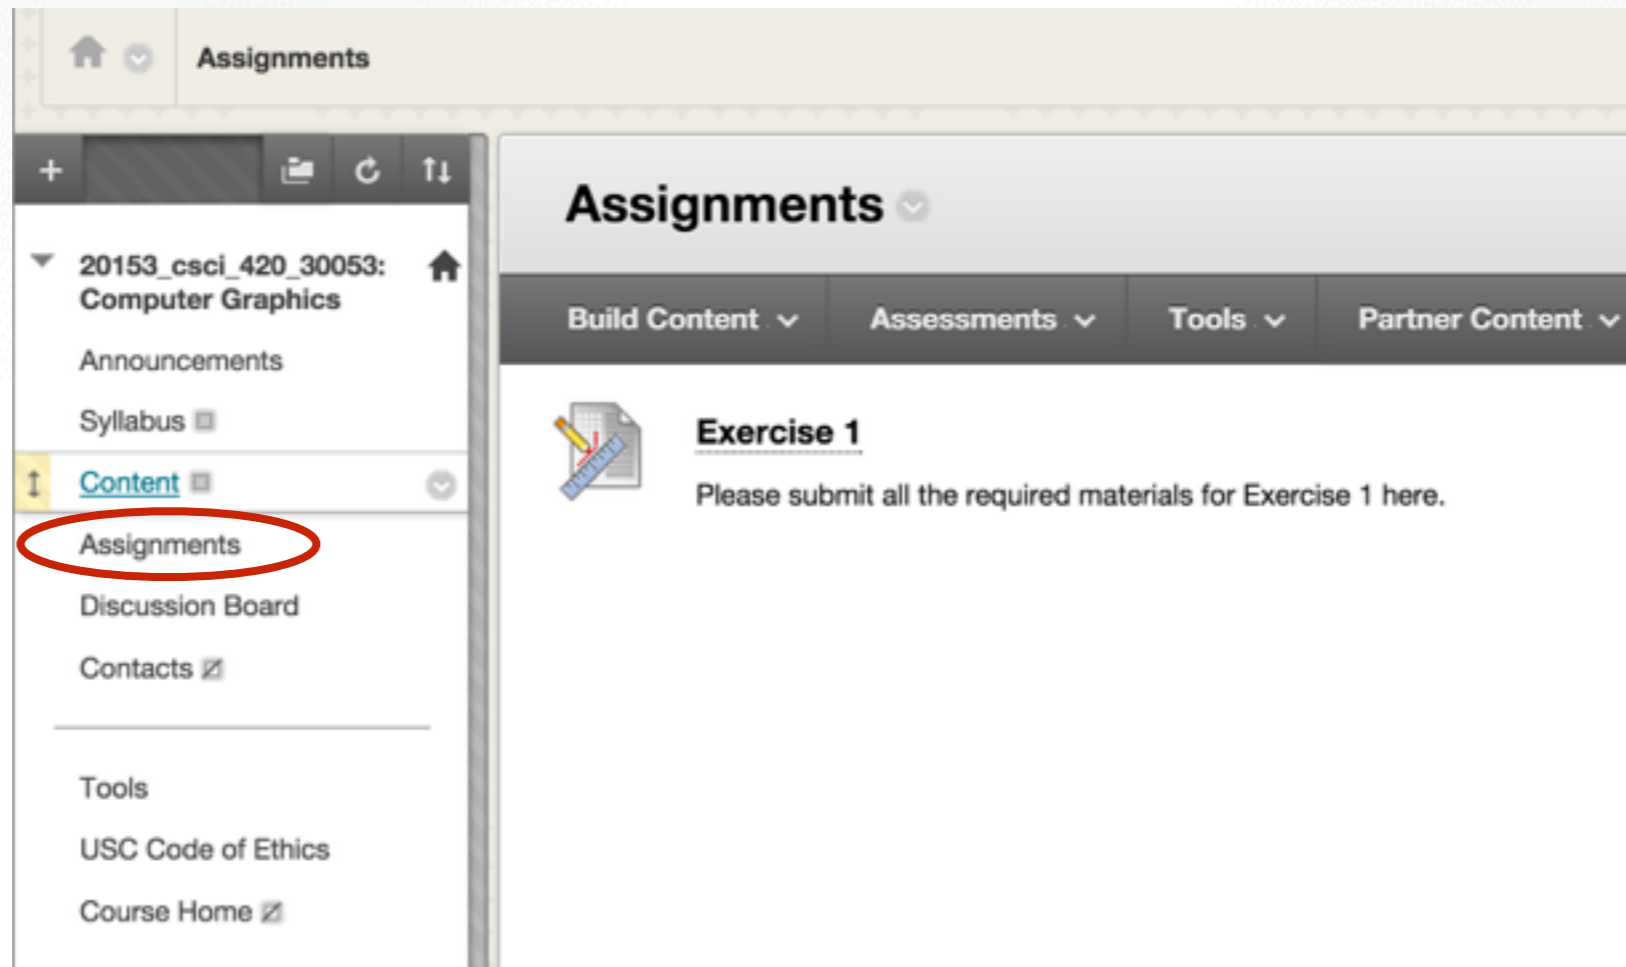 Assignments
20153_csci_420_30053:
Computer Graphics
Announcements
Syllabus
Content
Assignments
Discussion Board
Contacts
Tools
USC Code of Ethics
Course Home
Assignments
Build Content Assessments Tools Partner Content
Exercise 1
Please submit all the required materials for Exercise 1 here.